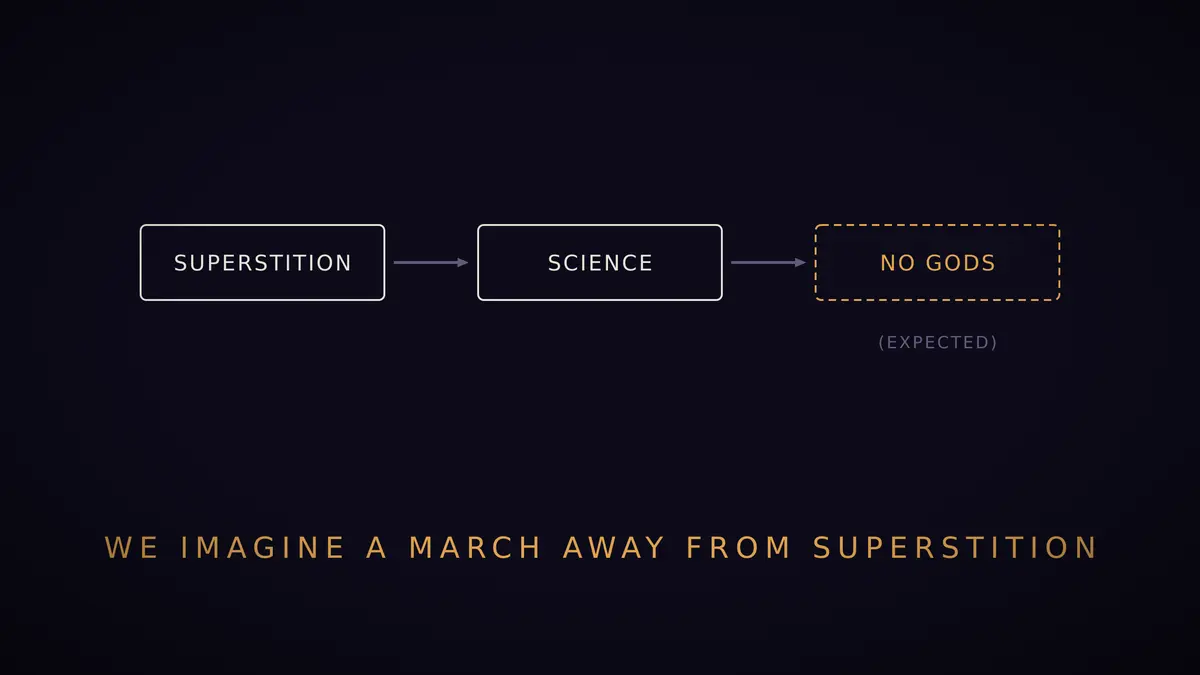 SUPERSTITION
SCIENCE
NO GODS
(EXPECTED)
WE IMAGINE A MARCH AWAY FROM SUPERSTITION